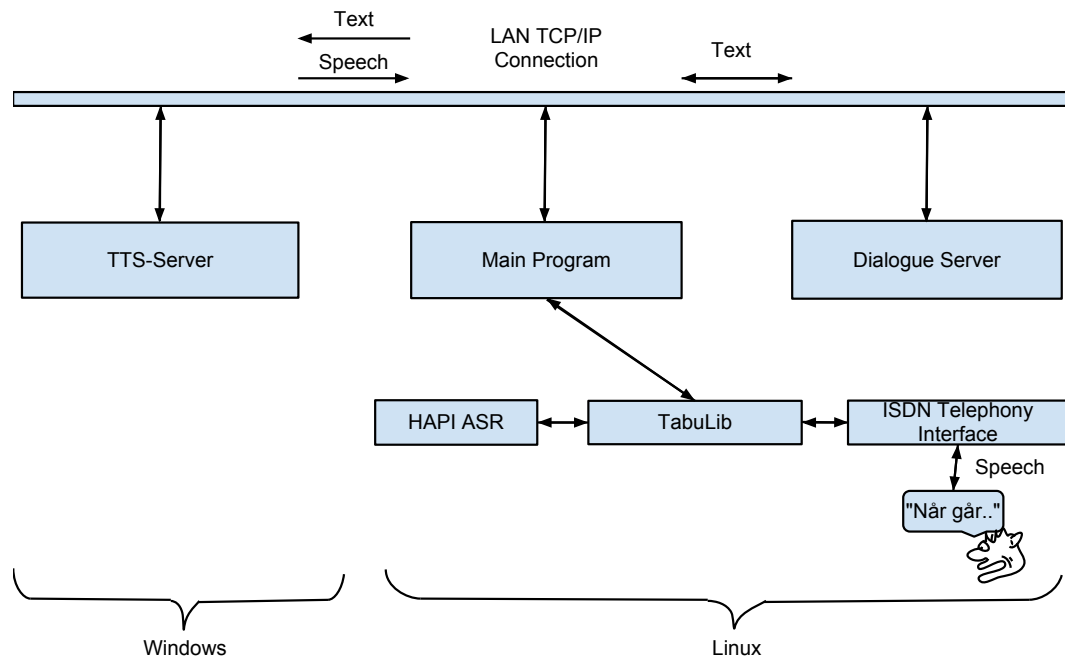 Text
Speech
LAN TCP/IP
Connection
Text
TTS-Server
Main Program
Dialogue Server
HAPI ASR
TabuLib
ISDN Telephony
Interface
Speech
"Når går.."
Windows
Linux